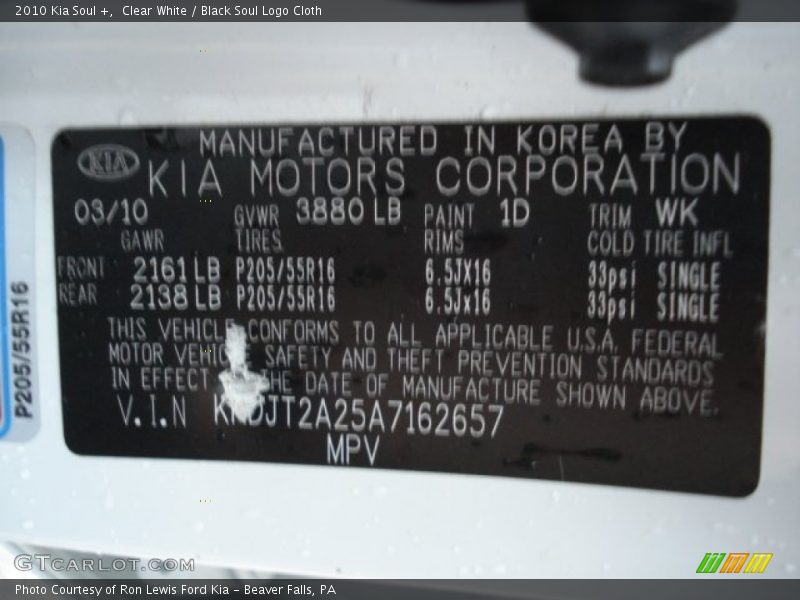 2010 Kia Soul +,  Clear White / Black Soul Logo Cloth
MANUFACTURED IN KOREA BY
KIA KIA MOTORS CORPORATION
03/10 GVWR 3880 LB PAINT 1D TRIM WK
GAWR TIRES RIMS COLD TIRE INFL
FRONT 2161 LB P205/55R16 6.5JX16 33psi SINGLE
REAR 2138 LB P205/55R16 6.5Jx16 33psi SINGLE
THIS VEHICLE CONFORMS TO ALL APPLICABLE U.S.A. FEDERAL
MOTOR SAFETY AND THEFT PREVENTION STANDARDS
IN EFFECT THE DATE OF MANUFACTURE SHOWN ABOVE.
V.I.N KNDJT2A25A7162657
MPV
P205/55R16
GTCARLOT.COM
Photo Courtesy of Ron Lewis Ford Kia - Beaver Falls, PA